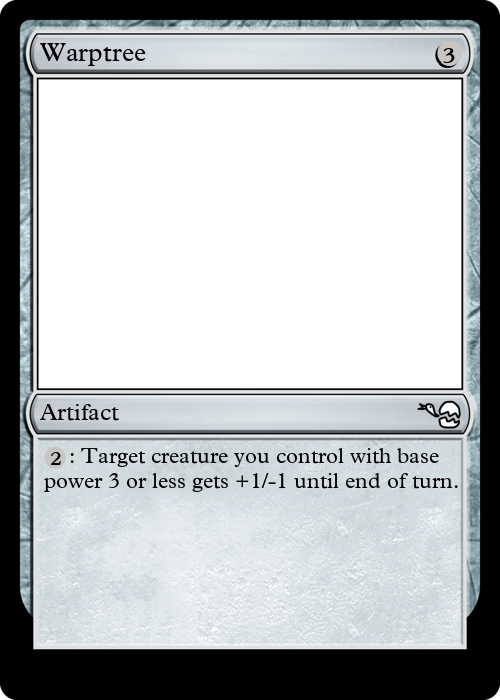 Warptree 3
Artifact
2 : Target creature you control with base
power 3 or less gets +1/-1 until end of turn.